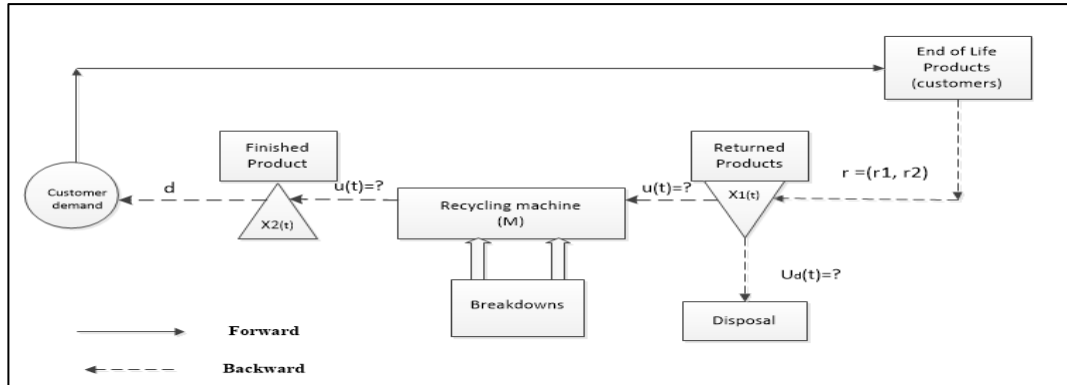 End of Life
Products
(customers)
Finished
Product
Returned
Products
r =(r1, r2)
Customer
demand
d
X2(t)
u(t)=?
Recycling machine
(M)
u(t)=?
X1(t)
Ud(t)=?
Breakdowns
Disposal
Forward
Backward